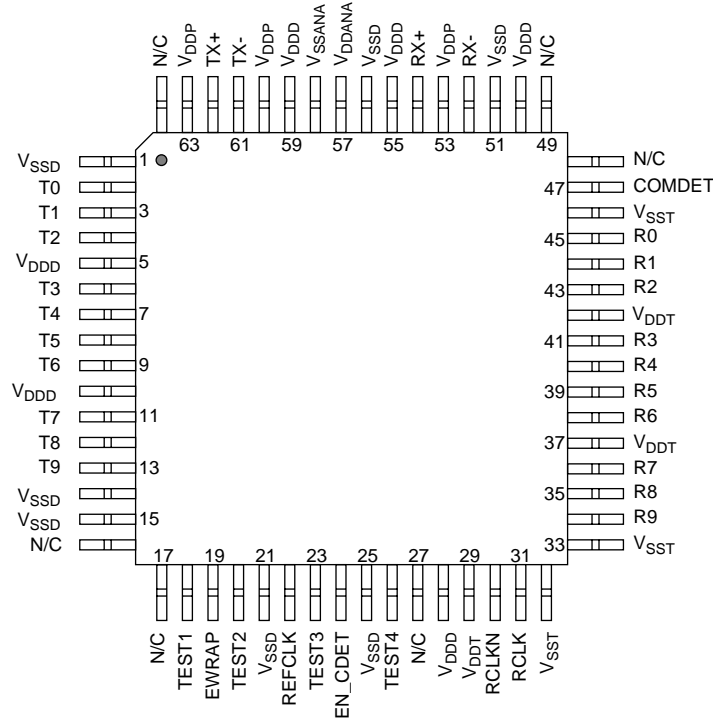 N/C
VDDP
TX+
TX-
VDDP
VDDD
VSSANA
VDDANA
VSSD
VDDD
RX+
VDDP
RX-
VSSD
VDDD
N/C
63
61
59
57
55
53
51
49
VSSD
1
T0
T1
3
T2
VDDD
5
T3
T4
7
T5
T6
9
VDDD
T7
11
T8
T9
13
VSSD
VSSD
15
N/C
N/C
47
COMDET
VSST
45
R0
R1
43
R2
VDDT
41
R3
R4
39
R5
R6
37
VDDT
R7
35
R8
R9
33
VSST
17
19
21
23
25
27
29
31
N/C
TEST1
EWRAP
TEST2
VSSD
REFCLK
TEST3
EN_CDET
VSSD
TEST4
N/C
VDDD
VDDT
RCLKN
RCLK
VSST